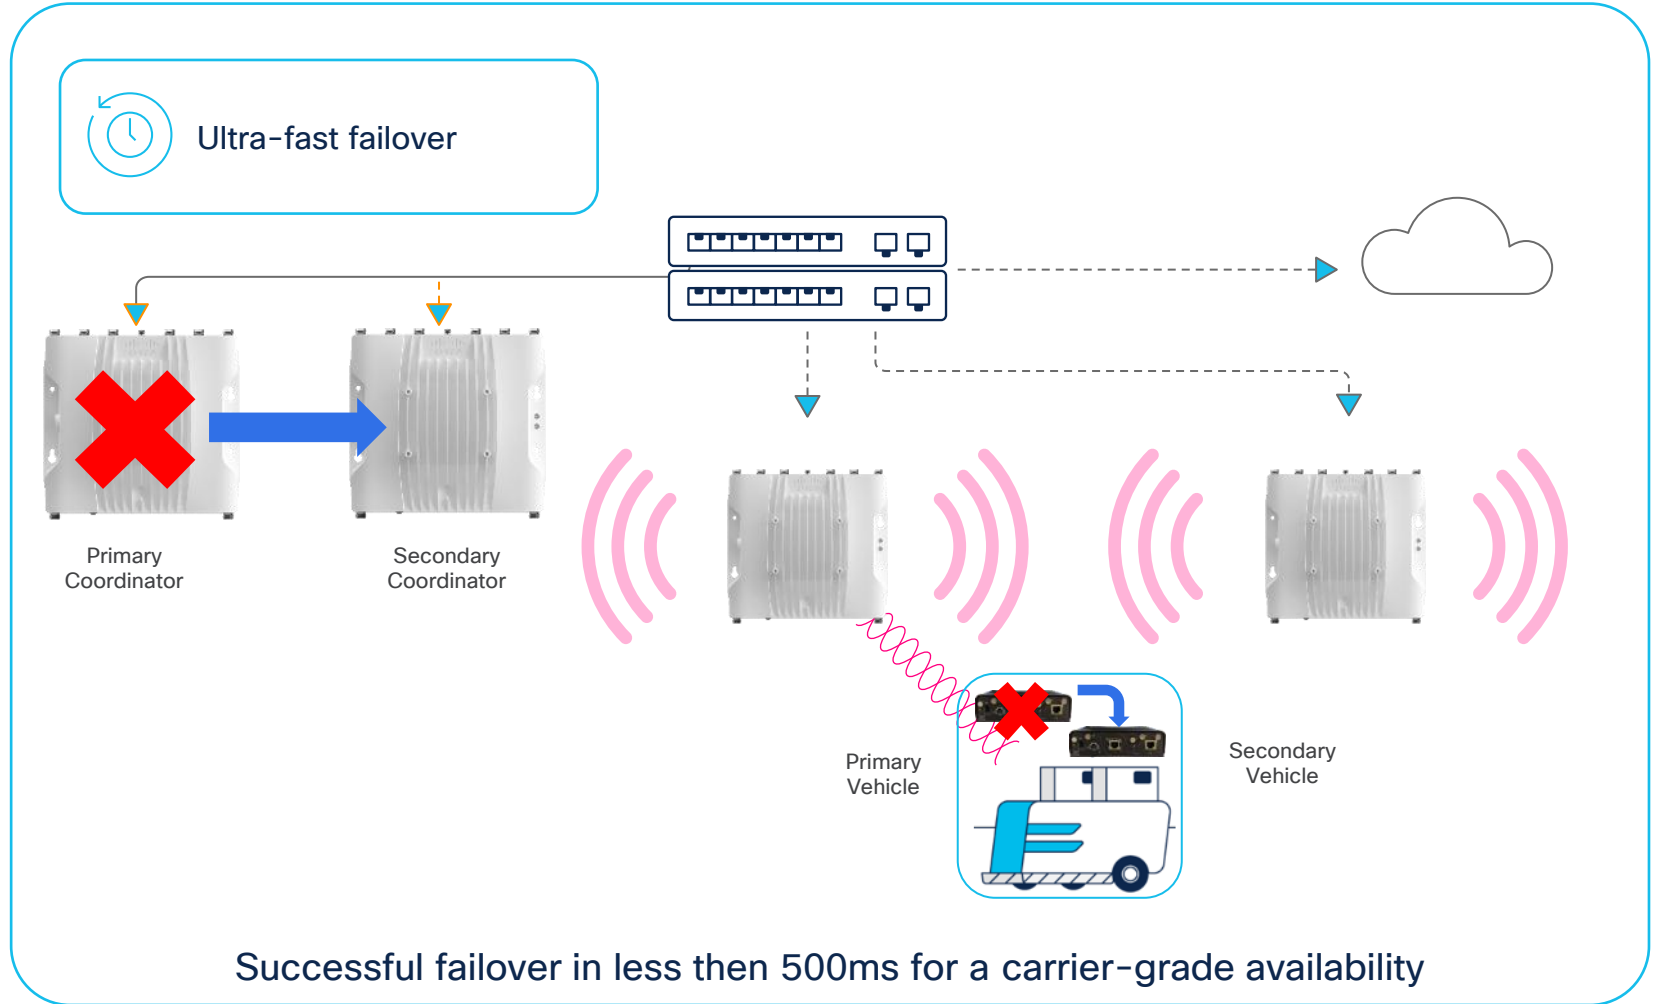 Ultra-fast failover
Primary
Coordinator
Secondary
Coordinator
Primary
Vehicle
Secondary
Vehicle
Successful failover in less then 500ms for a carrier-grade availability